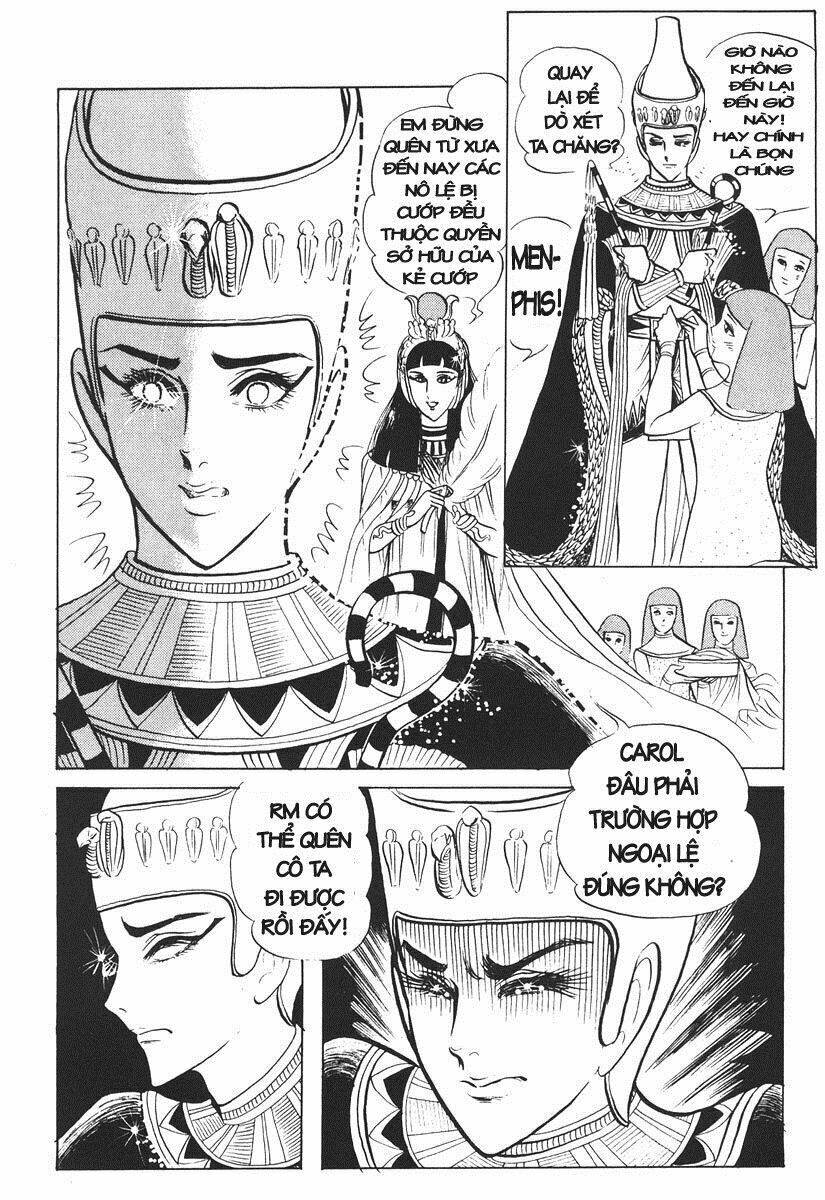 GIỜ NÀO
KHÔNG
ĐẾN LẠI
ĐẾN GIỜ
NÀY!
HAY CHÍNH
LÀ BỌN
CHÚNG
QUAY
LẠI ĐỂ
DÒ XÉT
TA CHĂNG?
MEN-
PHIS!
EM ĐỪNG
QUÊN TỪ XƯA
ĐẾN NAY CÁC
NÔ LỆ BỊ
CƯỚP ĐỀU
THUỘC QUYỀN
SỞ HỮU CỦA
KẺ CƯỚP
CAROL
ĐÂU PHẢI
TRƯỜNG HỢP
NGOẠI LỆ
ĐÚNG KHÔNG?
RM CÓ
THỂ QUÊN
CÔ TA
ĐI ĐƯỢC
RỒI ĐẤY!